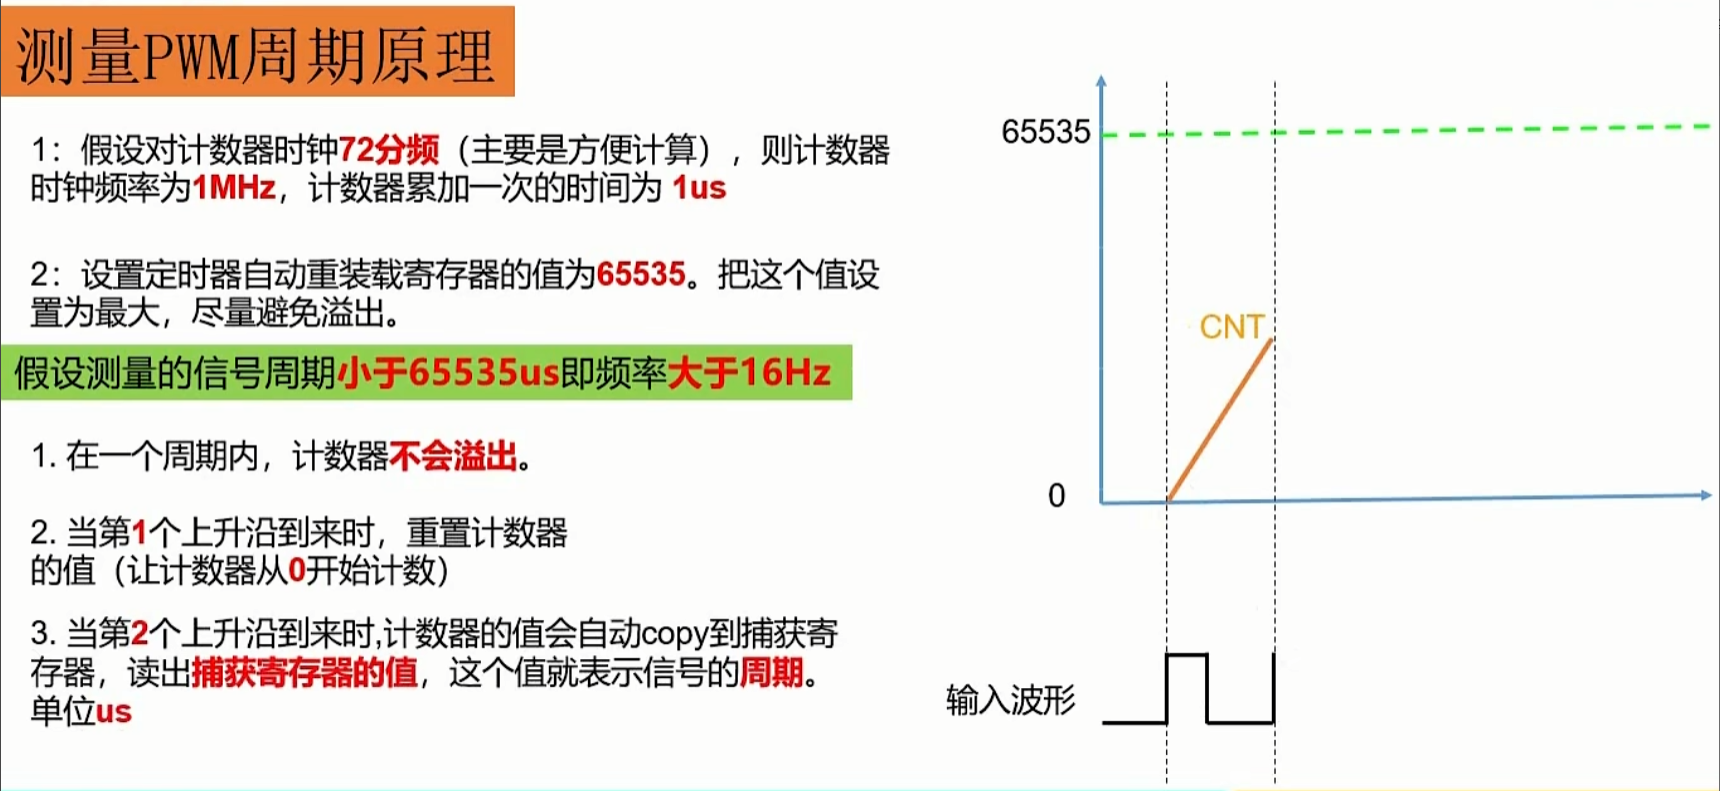 测量PWM周期原理
1：假设对计数器时钟72分频（主要是方便计算），则计数器
时钟频率为1MHz，计数器累加一次的时间为 1us
2：设置定时器自动重装载寄存器的值为65535。把这个值设
置为最大，尽量避免溢出。
假设测量的信号周期小于65535us即频率大于16Hz
1. 在一个周期内，计数器不会溢出。
2. 当第1个上升沿到来时，重置计数器
的值（让计数器从0开始计数）
3. 当第2个上升沿到来时,计数器的值会自动copy到捕获寄
存器，读出捕获寄存器的值，这个值就表示信号的周期。
单位us
65535
CNT
0
输入波形